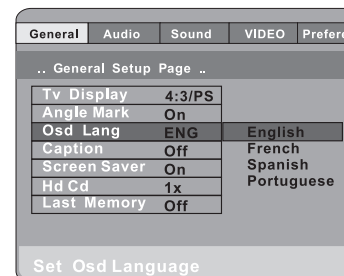 General Audio Sound VIDEO Prefer
.. General Setup Page ..
Tv Display 4:3/PS
Angle Mark On
Osd Lang ENG English
Caption Off French
Screen Saver On Spanish
Hd Cd 1x Portuguese
Last Memory Off
Set Osd Language